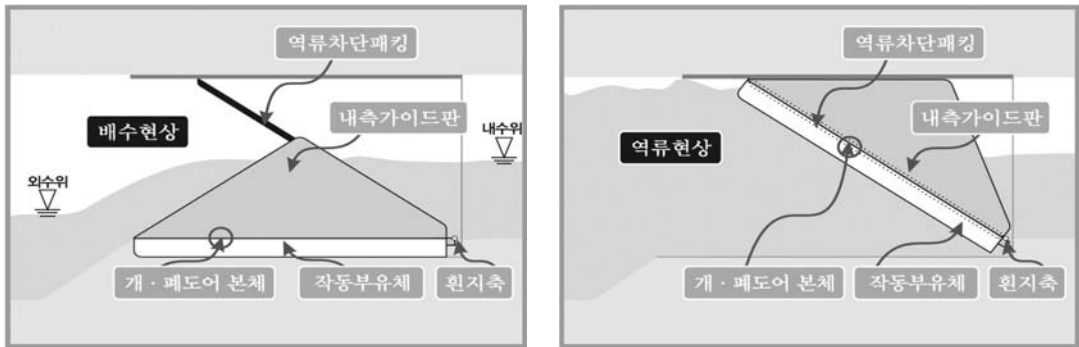 역류차단패킹
내측가이드판
배수현상
내수위
외수위
개 · 폐도어 본체
작동부유체
힌지축
역류차단패킹
내측가이드판
역류현상
개 · 폐도어 본체
작동부유체
힌지축